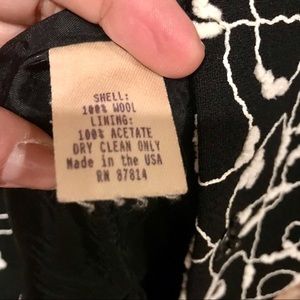 SHELL:
100% WOOL
LINING:
100% ACETATE
DRY CLEAN ONLY
Made in the USA
RN 87814